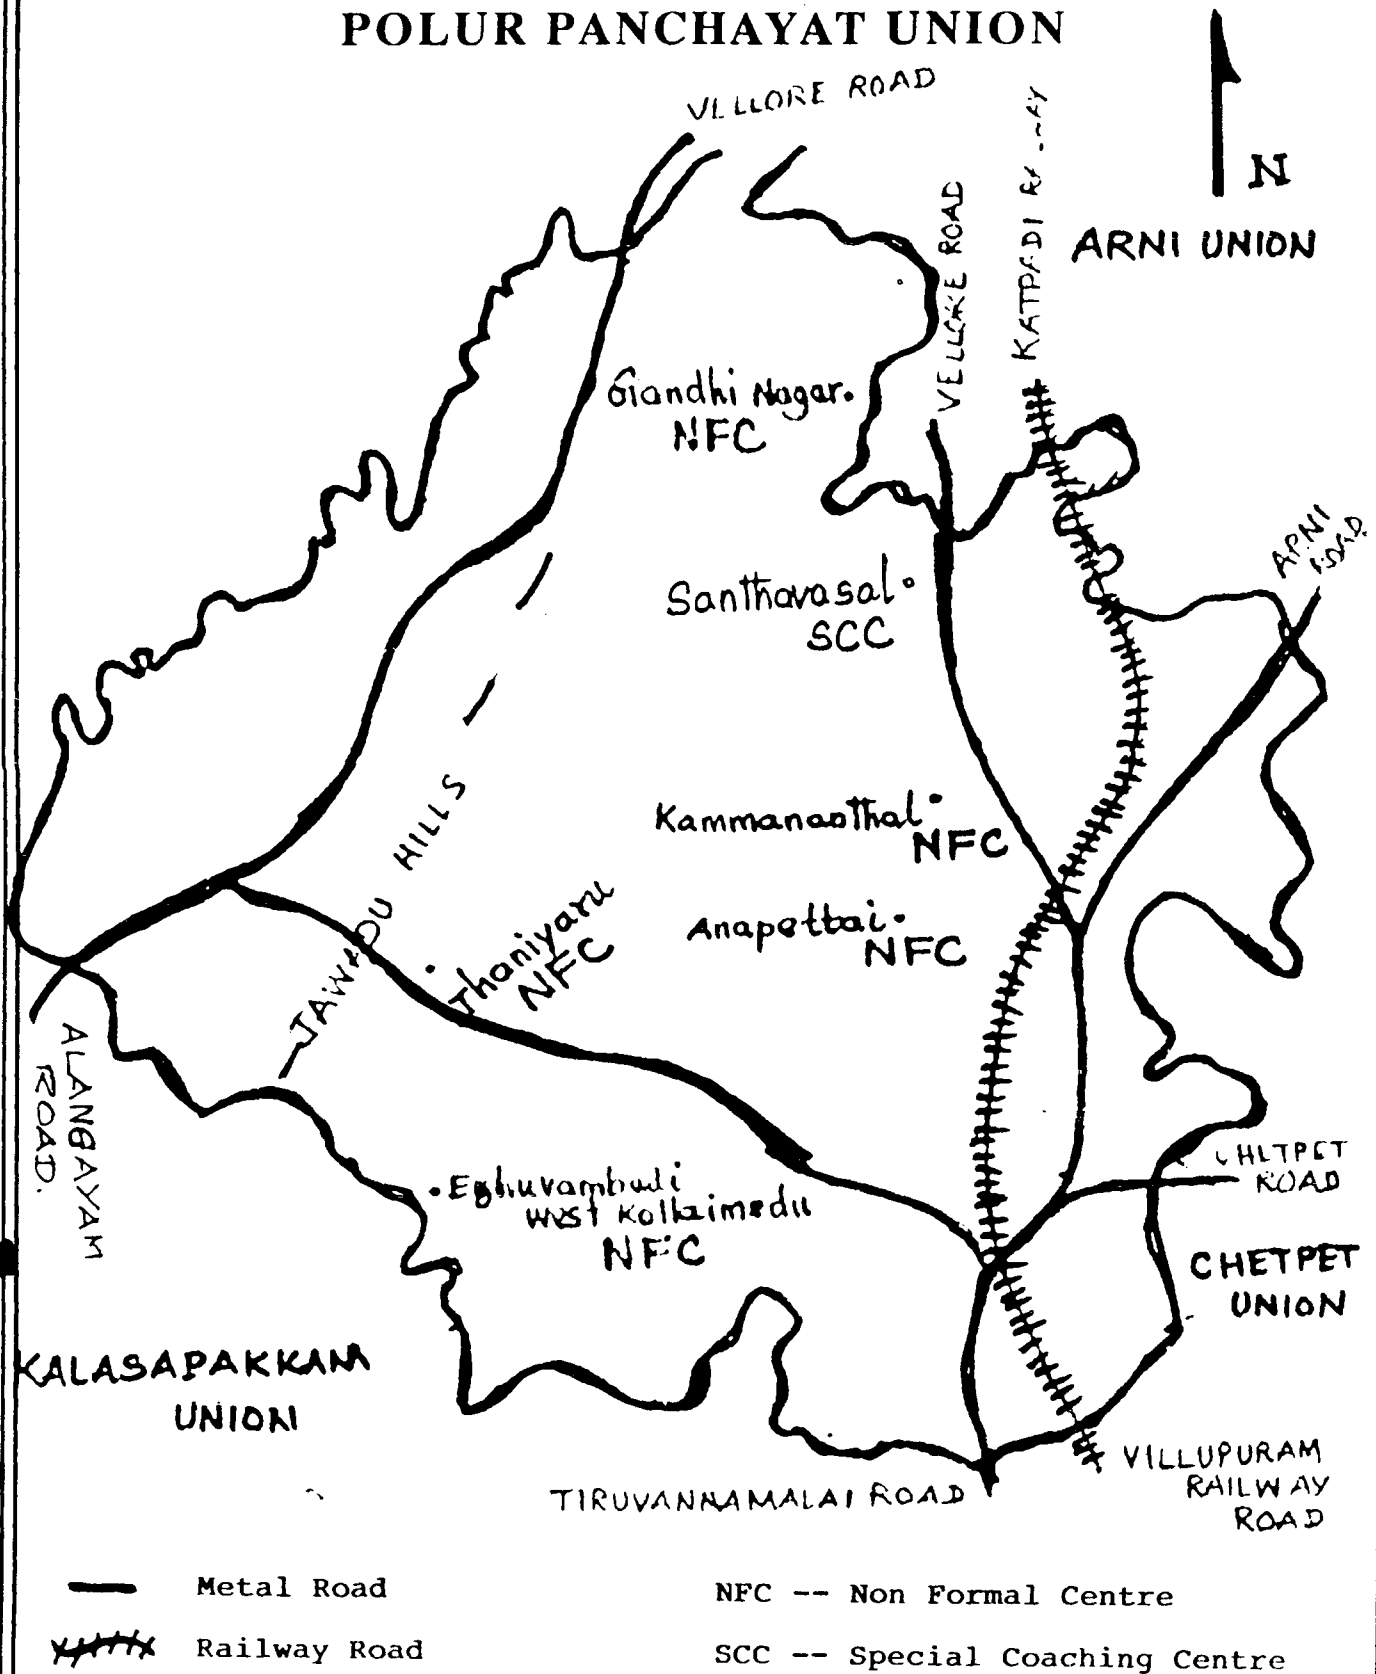 POLUR PANCHAYAT UNION
VELLORE ROAD
N
ARNI UNION
VELLORE ROAD
KATPADI
Gandhi Nagar.
NFC
ARNI
ROAD
Santhavasal
SCC
Kammanaothal
NFC
JAWADU HILLS
Thaniyaru
NFC
Anapettai
NFC
ALANGAYAM
ROAD.
CHETPET
ROAD
West Kollaimedu
NFC
CHETPET
UNION
KALASAPAKKAM
UNION
TIRUVANNAMALAI ROAD
VILLUPURAM
RAILWAY
ROAD
Metal Road
NFC -- Non Formal Centre
Railway Road
SCC -- Special Coaching Centre